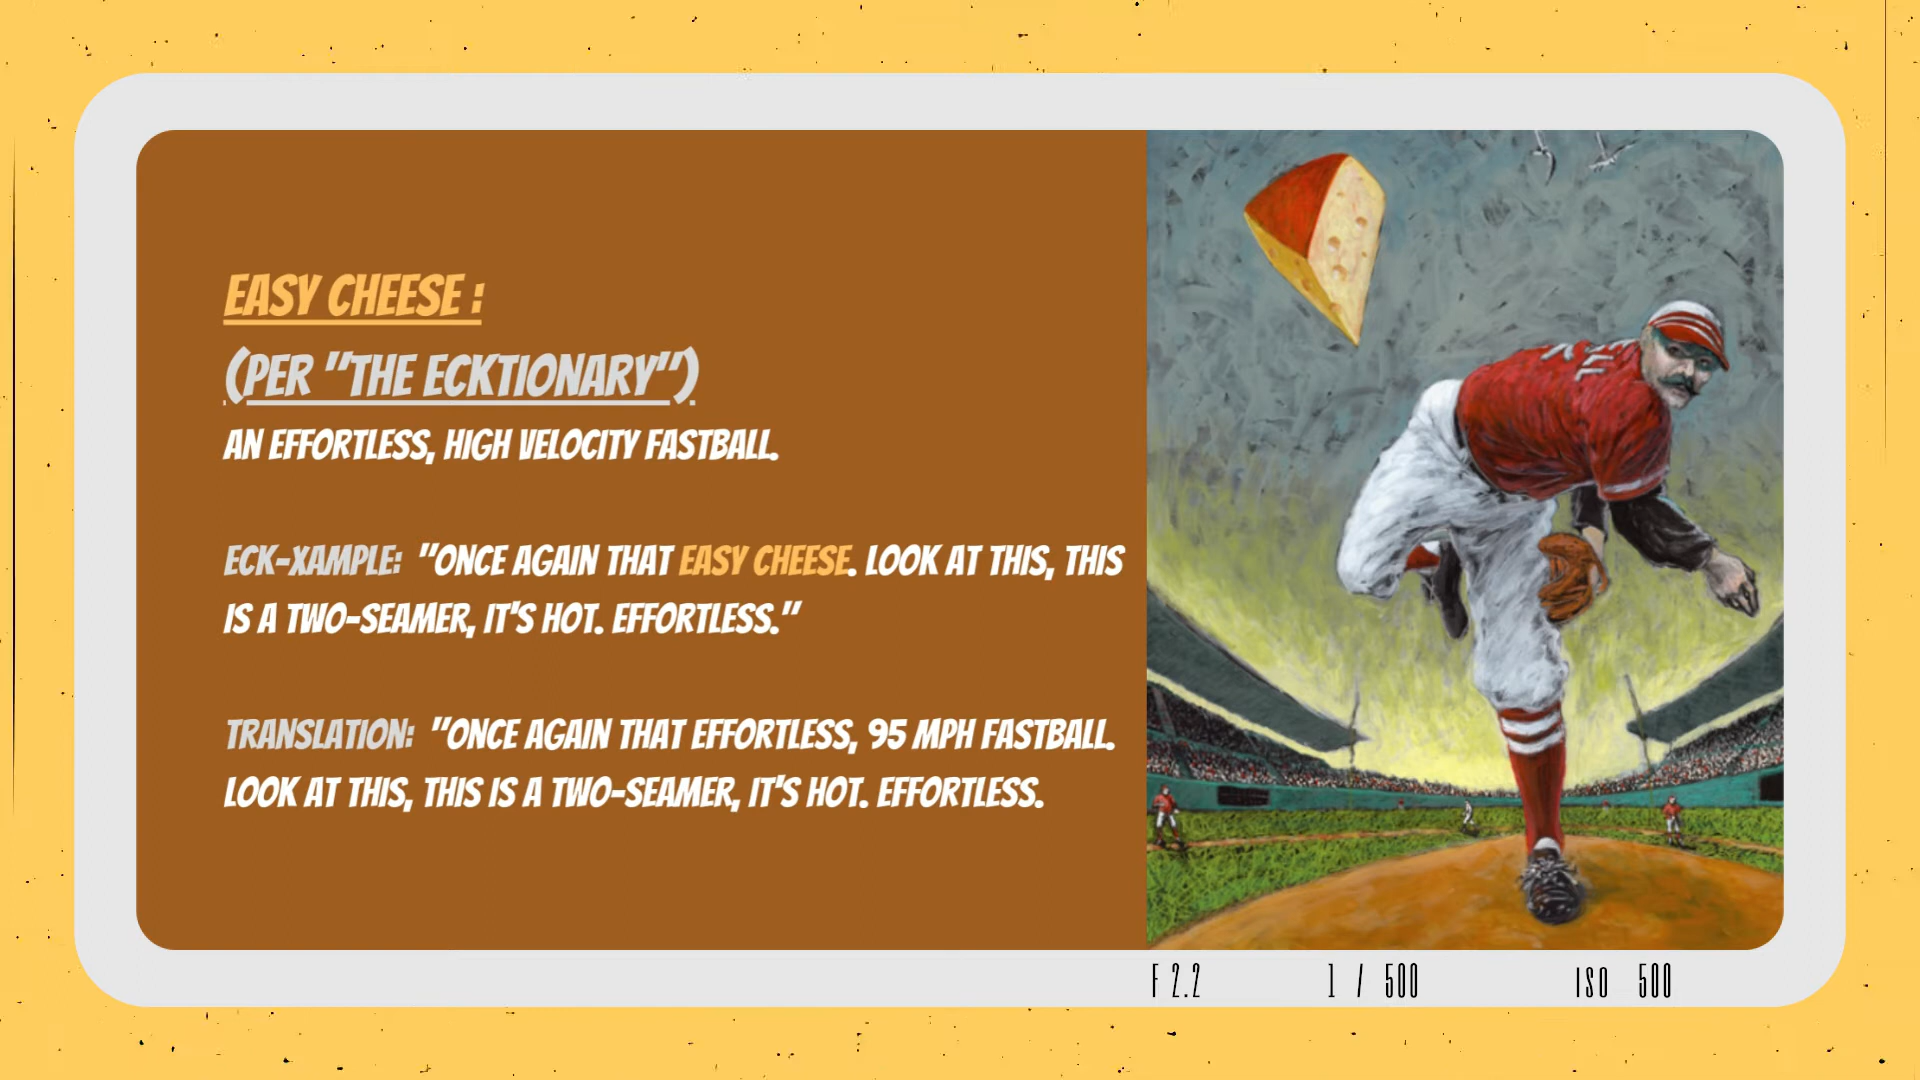 EASY CHEESE :
(PER "THE ECKTIONARY")
AN EFFORTLESS, HIGH VELOCITY FASTBALL.
ECK-XAMPLE: "ONCE AGAIN THAT EASY CHEESE. LOOK AT THIS, THIS
IS A TWO-SEAMER, IT'S HOT. EFFORTLESS."
TRANSLATION: "ONCE AGAIN THAT EFFORTLESS, 95 MPH FASTBALL.
LOOK AT THIS, THIS IS A TWO-SEAMER, IT'S HOT. EFFORTLESS.
F 2.2 1 / 500 ISO 500